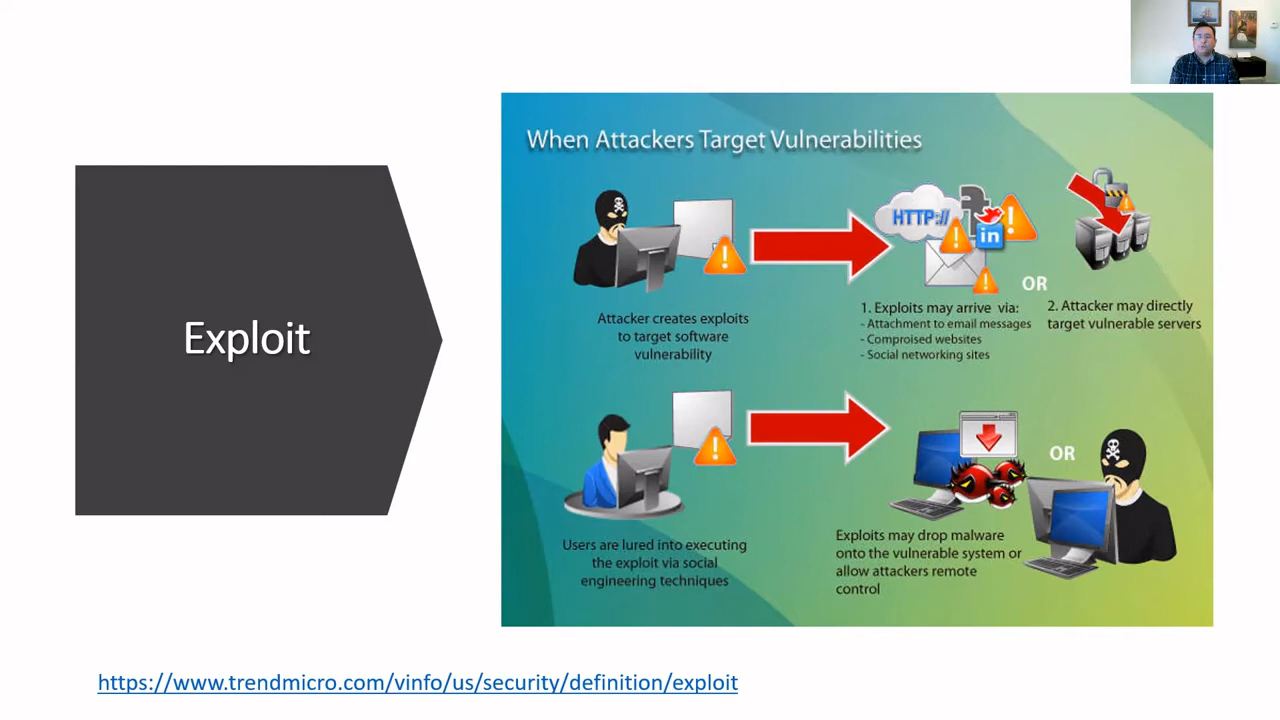 Exploit
When Attackers Target Vulnerabilities
HTTP://
in
OR
Attacker creates exploits
to target software
vulnerability
1. Exploits may arrive via:
- Attachment to email messages
- Comproised websites
- Social networking sites
2. Attacker may directly
target vulnerable servers
OR
Users are lured into executing
the exploit via social
engineering techniques
Exploits may drop malware
onto the vulnerable system or
allow attackers remote
control
https://www.trendmicro.com/vinfo/us/security/definition/exploit